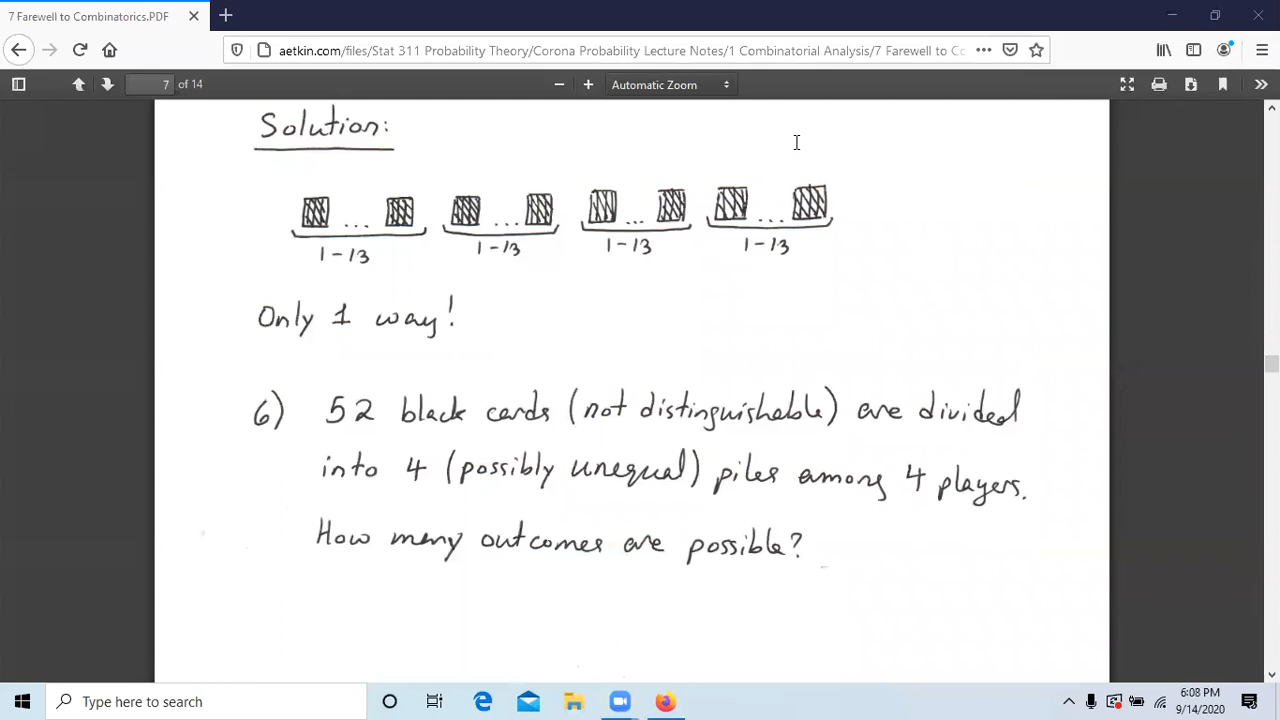 7 Farewell to Combinatorics.PDF
aetkin.com/files/Stat 311 Probability Theory/Corona Probability Lecture Notes/1 Combinatorial Analysis/7 Farewell to Co
7 of 14
Automatic Zoom
Solution:
... ... ... ...
1-13 1-13 1-13 1-13
Only 1 way!
6) 52 black cards (not distinguishable) are divided
into 4 (possibly unequal) piles among 4 players.
How many outcomes are possible?
Type here to search
6:08 PM
9/14/2020